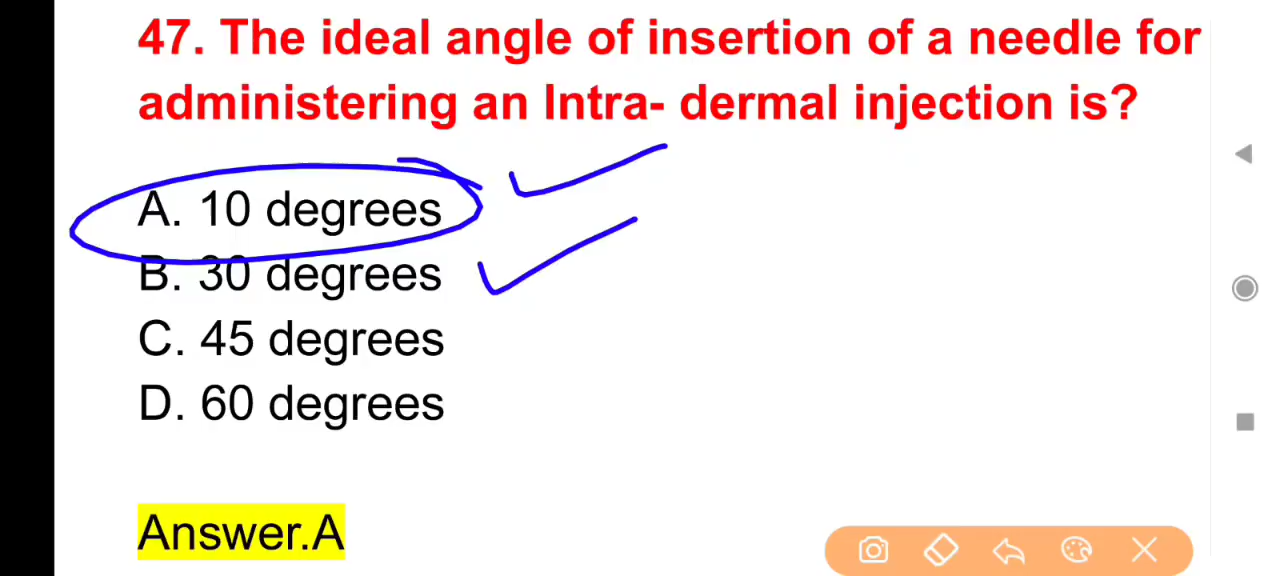 47. The ideal angle of insertion of a needle for
administering an Intra- dermal injection is?
A. 10 degrees
B. 30 degrees
C. 45 degrees
D. 60 degrees
Answer.A